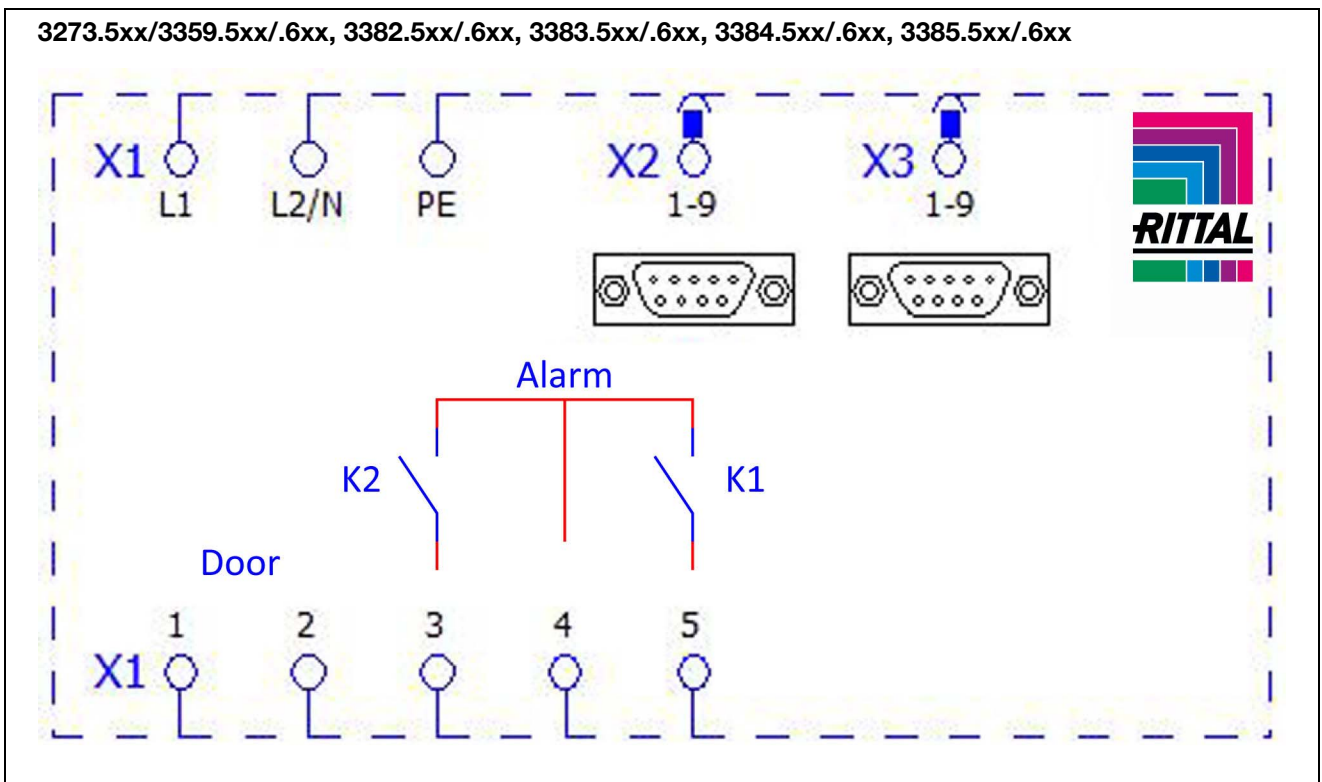 3273.5xx/3359.5xx/.6xx, 3382.5xx/.6xx, 3383.5xx/.6xx, 3384.5xx/.6xx, 3385.5xx/.6xx
X1 X2 X3
L1 L2/N PE 1-9 1-9
RITTAL
Alarm
K2 K1
Door
1 2 3 4 5
X1